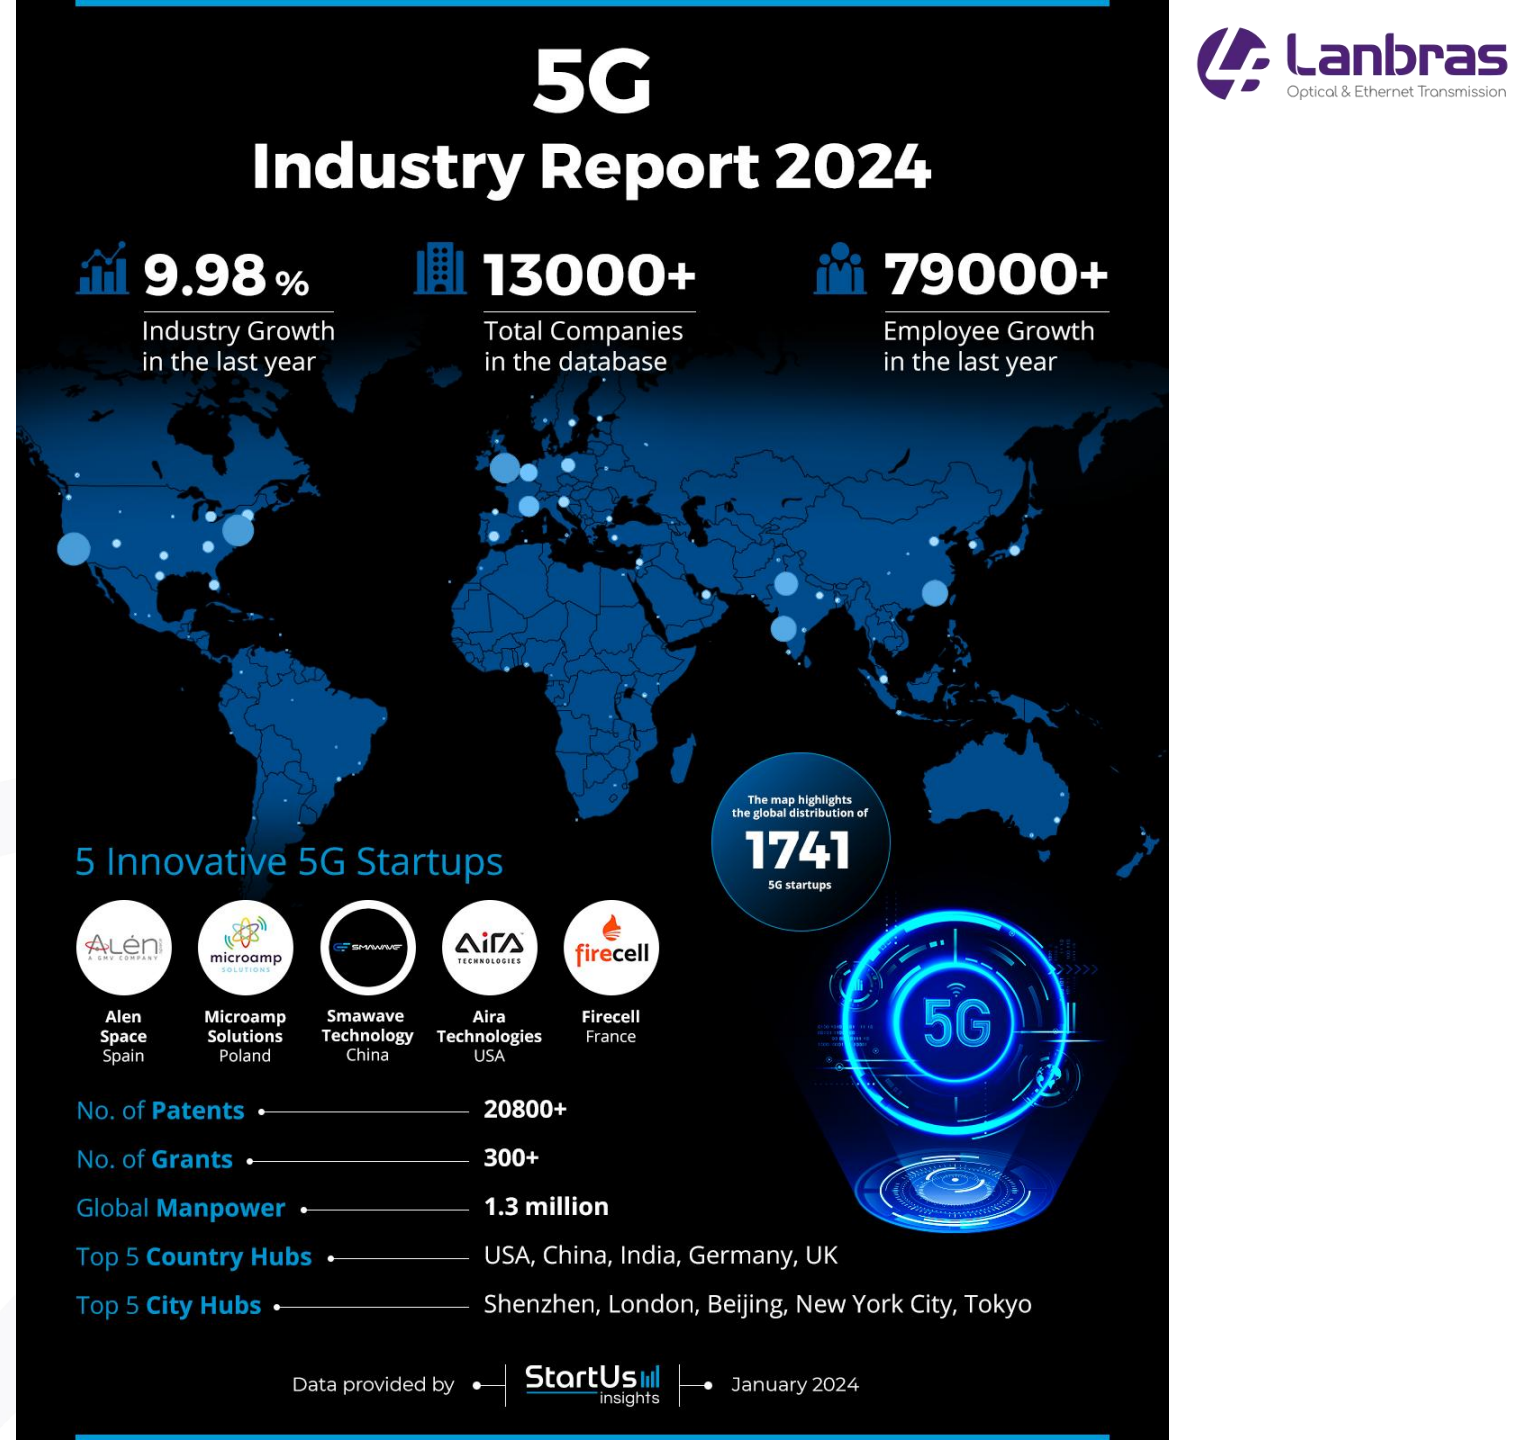 Lanbras
Optical & Ethernet Transmission
5G
Industry Report 2024
9.98 %
Industry Growth
in the last year
13000+
Total Companies
in the database
79000+
Employee Growth
in the last year
The map highlights
the global distribution of
1741
5G startups
5 Innovative 5G Startups
ALén
A GMV COMPANY
microamp
SOLUTIONS
SMAWAVE
AiRA
TECHNOLOGIES
firecell
Alen
Space
Spain
Microamp
Solutions
Poland
Smawave
Technology
China
Aira
Technologies
USA
Firecell
France
5G
No. of Patents 20800+
No. of Grants 300+
Global Manpower 1.3 million
Top 5 Country Hubs USA, China, India, Germany, UK
Top 5 City Hubs Shenzhen, London, Beijing, New York City, Tokyo
Data provided by StartUs insights January 2024